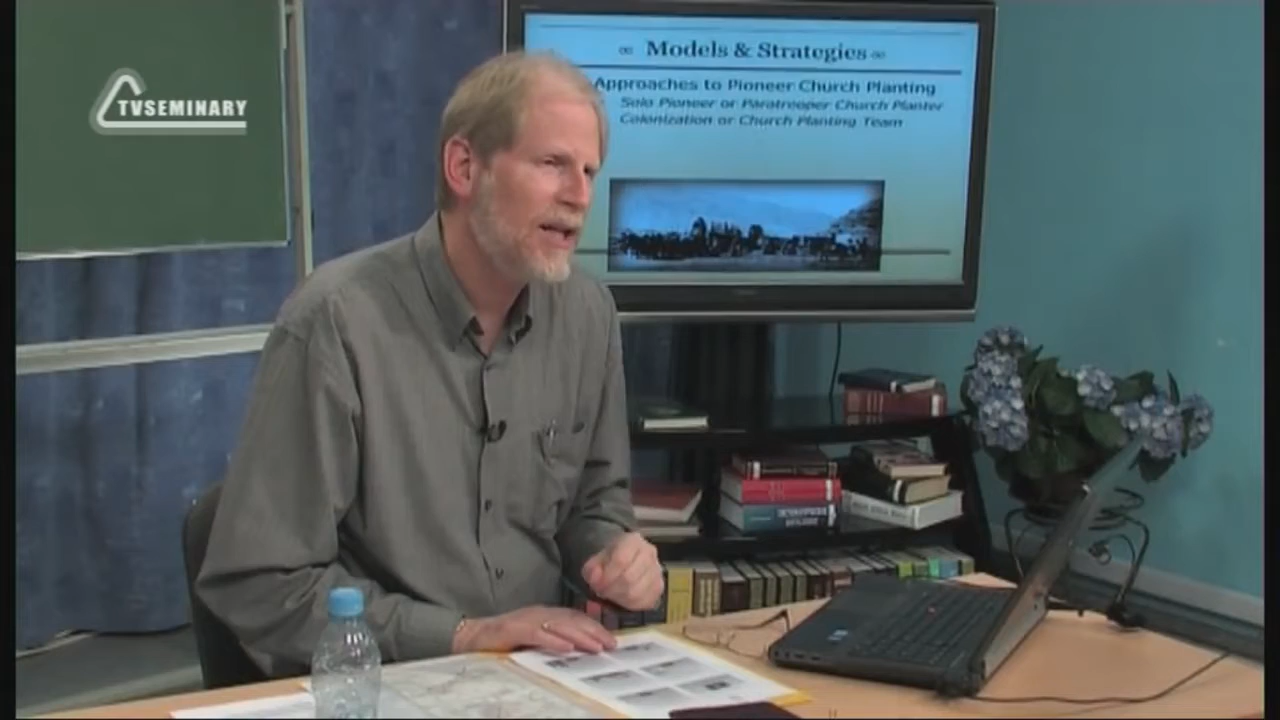 TVSEMINARY
Models & Strategies
Approaches to Pioneer Church Planting
Solo Pioneer or Paratrooper Church Planter
Colonization or Church Planting Team